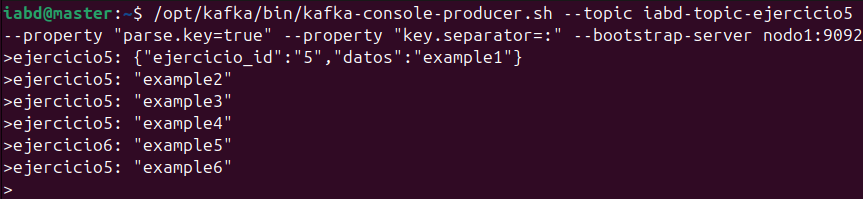 iabd@master:~$ /opt/kafka/bin/kafka-console-producer.sh --topic iabd-topic-ejercicio5
--property "parse.key=true" --property "key.separator=:" --bootstrap-server nodo1:9092
>ejercicio5: {"ejercicio_id":"5","datos":"example1"}
>ejercicio5: "example2"
>ejercicio5: "example3"
>ejercicio5: "example4"
>ejercicio6: "example5"
>ejercicio5: "example6"
>